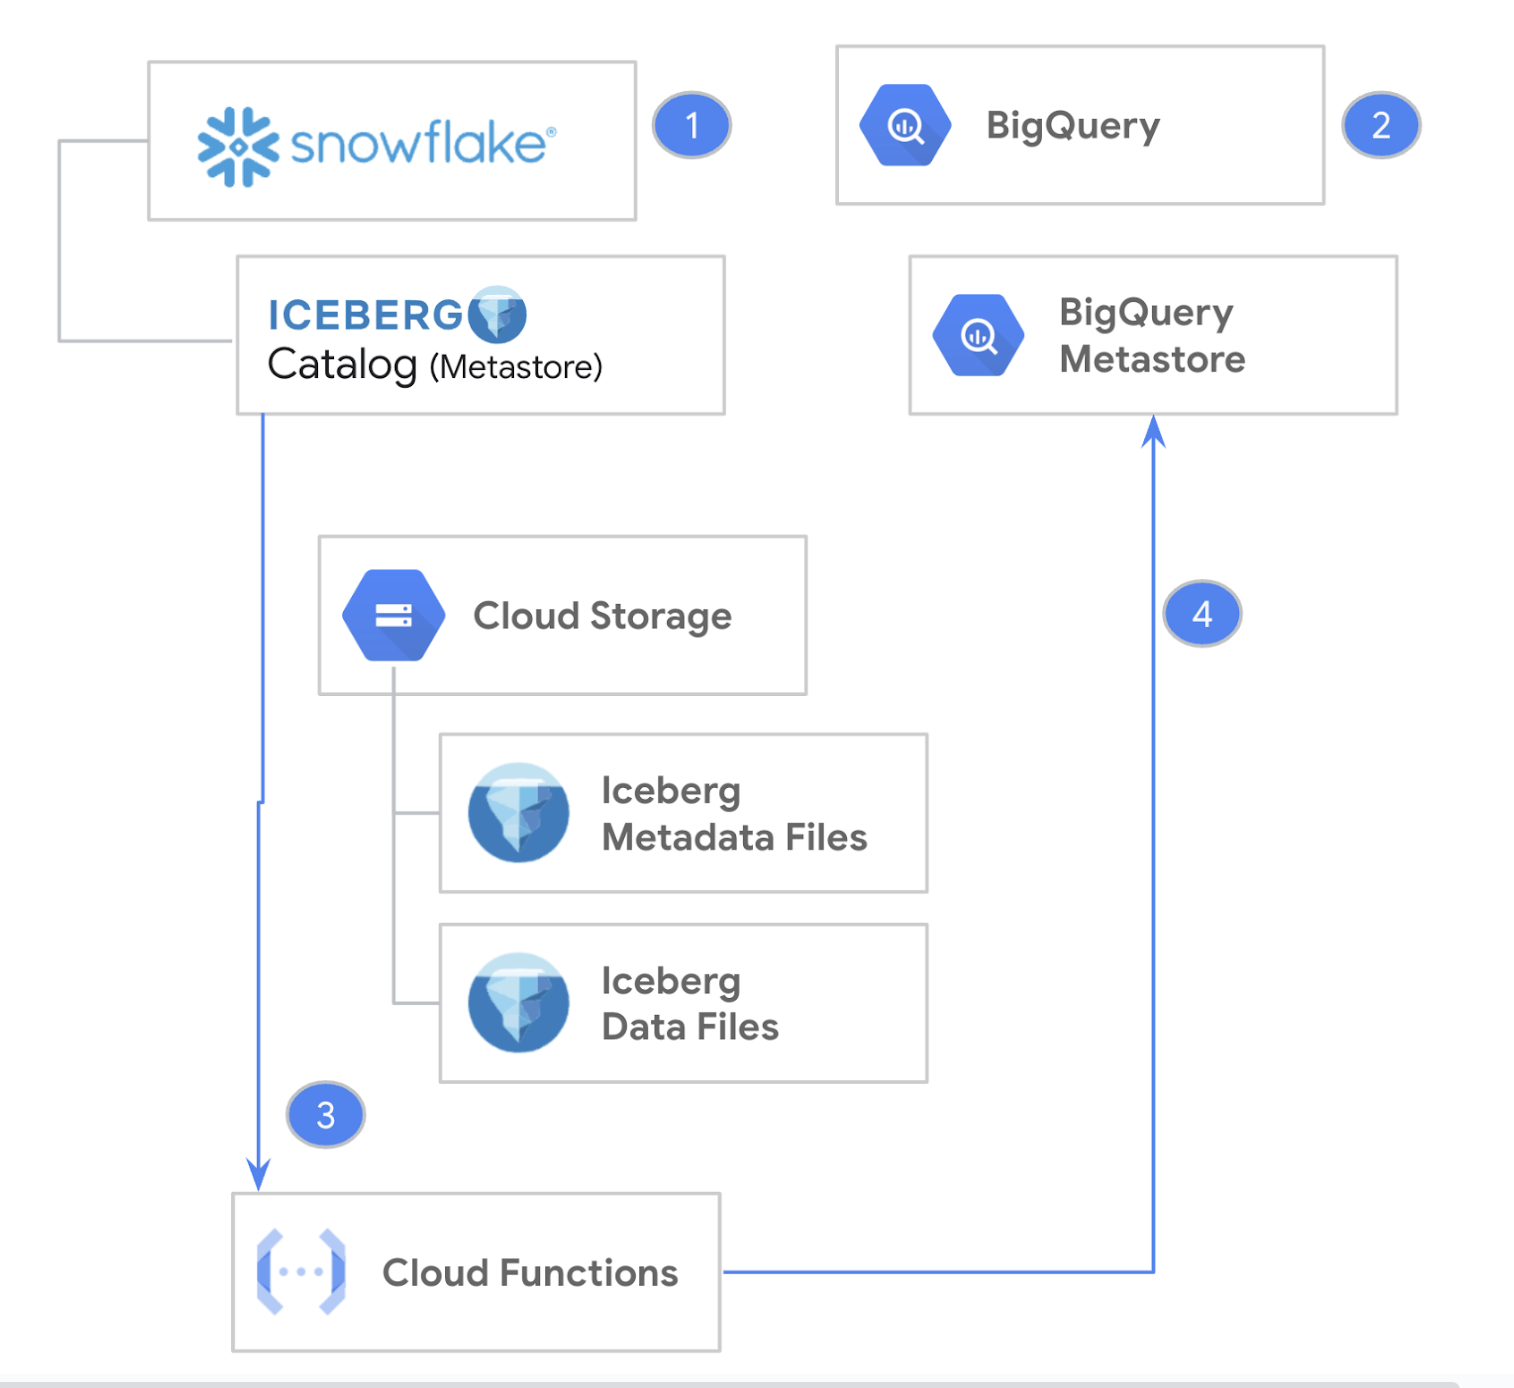 snowflake®
1
BigQuery
2
ICEBERG
Catalog (Metastore)
BigQuery
Metastore
Cloud Storage
4
Iceberg
Metadata Files
Iceberg
Data Files
3
Cloud Functions